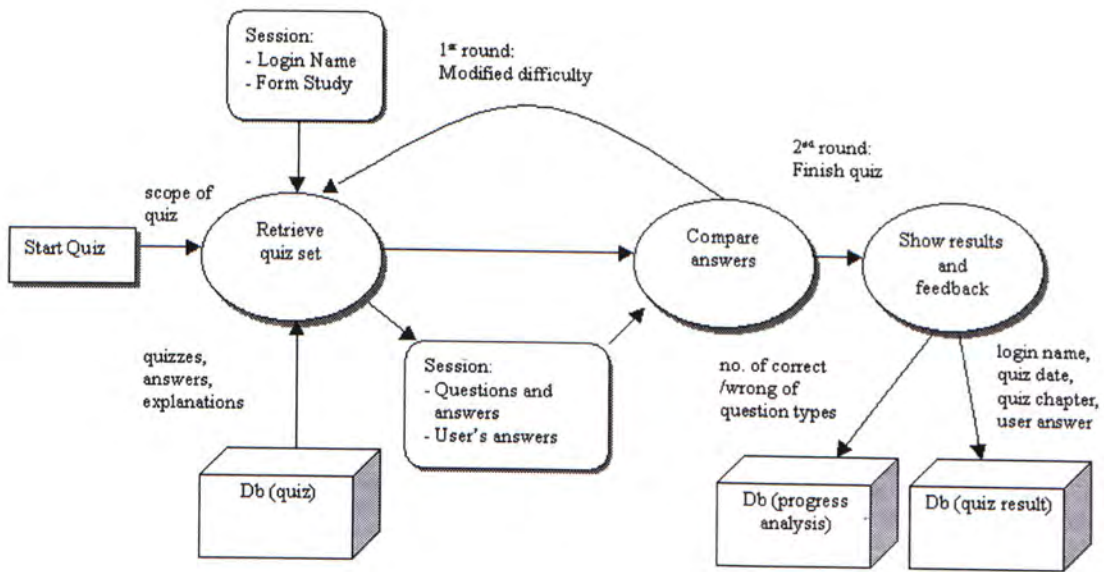 Session:
- Login Name
- Form Study
1st round:
Modified difficulty
2nd round:
Finish quiz
scope of
quiz
Start Quiz
Retrieve
quiz set
Compare
answers
Show results
and
feedback
quizzes,
answers,
explanations
Session:
- Questions and
answers
- User's answers
no. of correct
/wrong of
question types
login name,
quiz date,
quiz chapter,
user answer
Db (quiz)
Db (progress
analysis)
Db (quiz result)